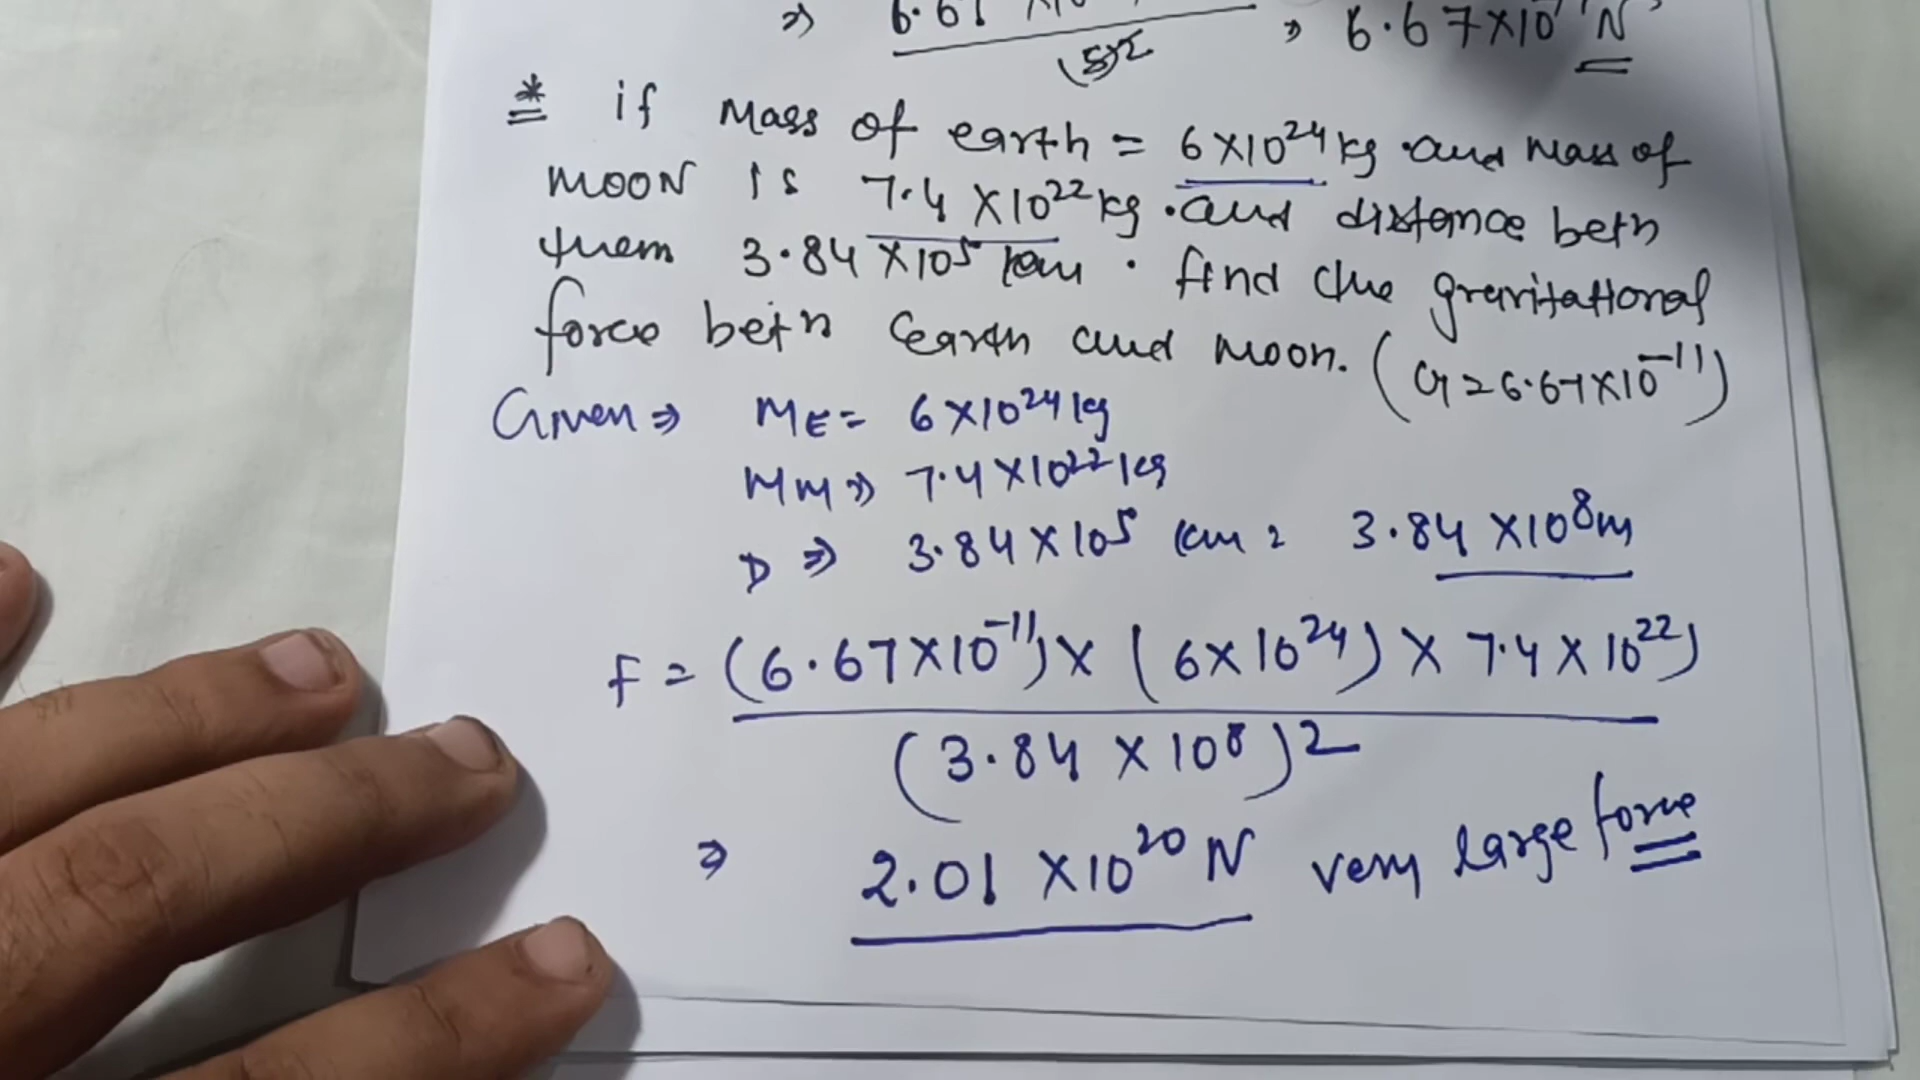 ⇒ 6.67 ×10 / (5)2 ⇒ 6.67×10 N
* if Mass of earth = 6×10²⁴ kg and Mass of
MOON is 7.4 ×10²² kg. and distance betn
them 3.84 ×10⁵ km. find the gravitational
force betn earth and moon. (G=6.67×10⁻¹¹)
Given ⇒ ME = 6×10²⁴ kg
MM ⇒ 7.4×10²² kg
D ⇒ 3.84×10⁵ km = 3.84 ×10⁸m
F = (6.67×10⁻¹¹)× (6×10²⁴) × 7.4×10²²)
(3.84 ×10⁸)2
⇒ 2.01 ×10²⁰ N very large force